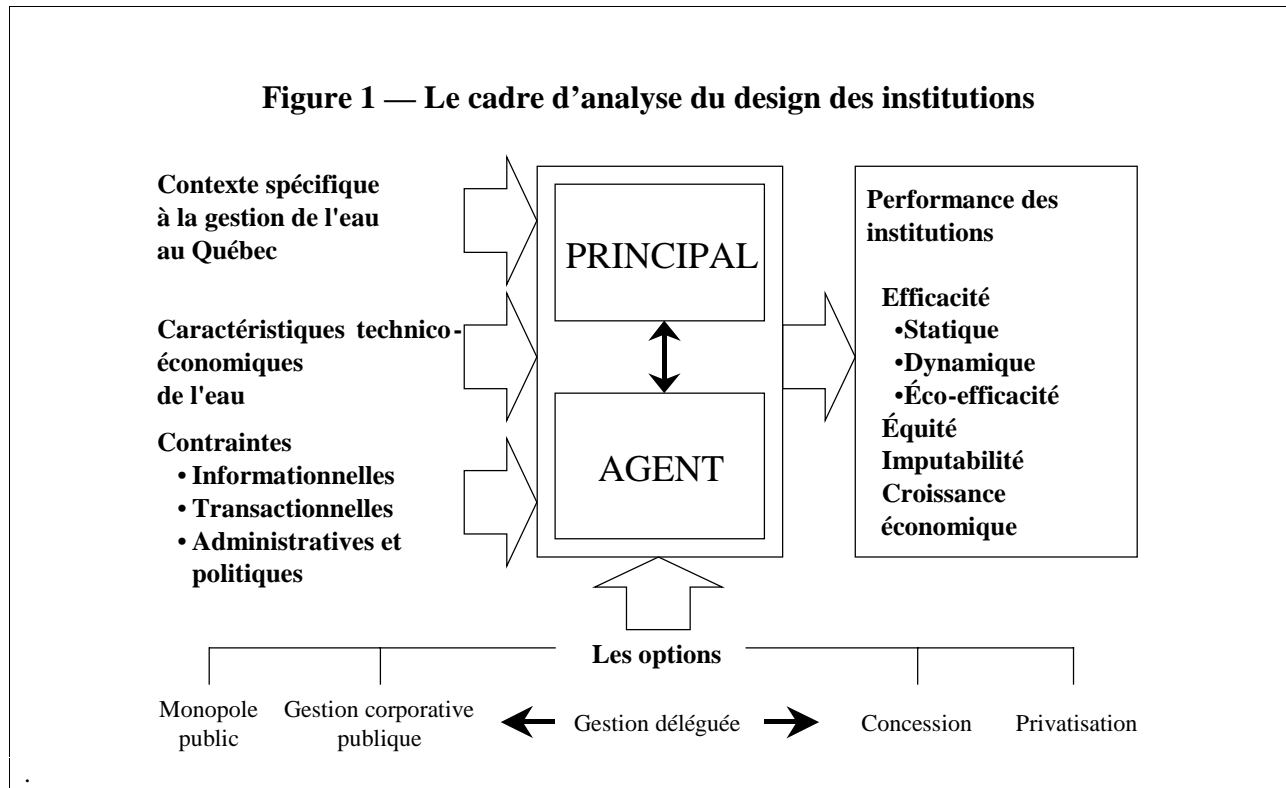 Figure 1 — Le cadre d'analyse du design des institutions
Contexte spécifique
à la gestion de l'eau
au Québec
Caractéristiques technico-
économiques
de l'eau
Contraintes
• Informationnelles
• Transactionnelles
• Administratives et
politiques
PRINCIPAL
AGENT
Performance des
institutions
Efficacité
•Statique
•Dynamique
•Éco-efficacité
Équité
Imputabilité
Croissance
économique
Les options
Monopole
public
Gestion corporative
publique
Gestion déléguée
Concession
Privatisation
.